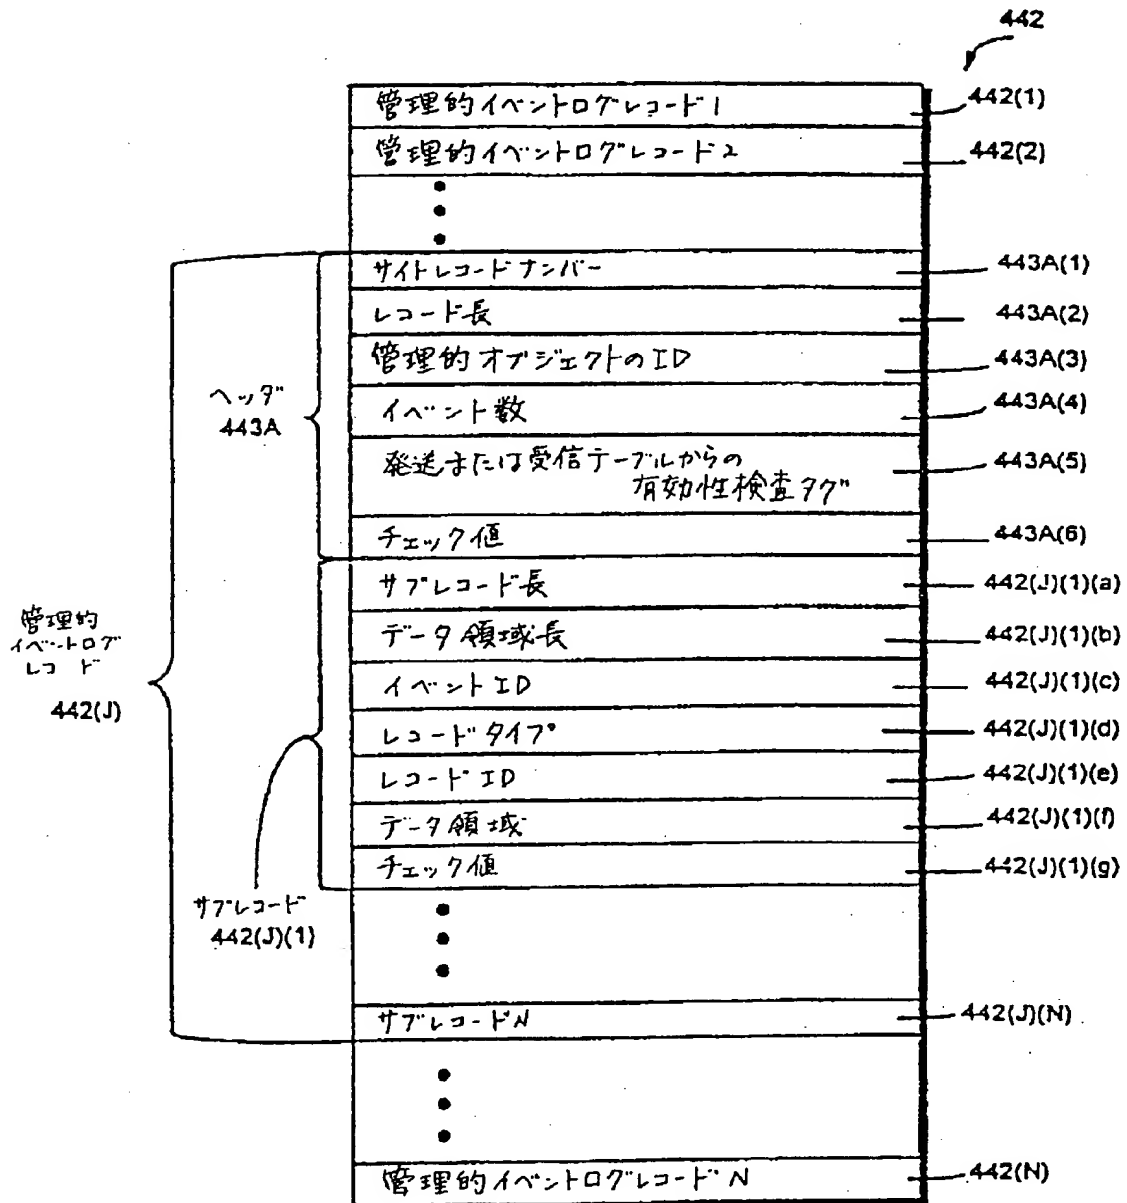 442
管理的イベントログレコード1 442(1)
管理的イベントログレコード2 442(2)
サイトレコードナンバー 443A(1)
レコード長 443A(2)
管理的オブジェクトのID 443A(3)
ヘッダ
443A
イベント数 443A(4)
発送または受信テーブルからの
有効性検査タグ 443A(5)
チェック値 443A(6)
サブレコード長 442(J)(1)(a)
データ領域長 442(J)(1)(b)
管理的
イベントログ
レコード
442(J)
イベントID 442(J)(1)(c)
レコードタイプ 442(J)(1)(d)
レコードID 442(J)(1)(e)
データ領域 442(J)(1)(f)
チェック値 442(J)(1)(g)
サブレコード
442(J)(1)
サブレコードN 442(J)(N)
管理的イベントログレコードN 442(N)